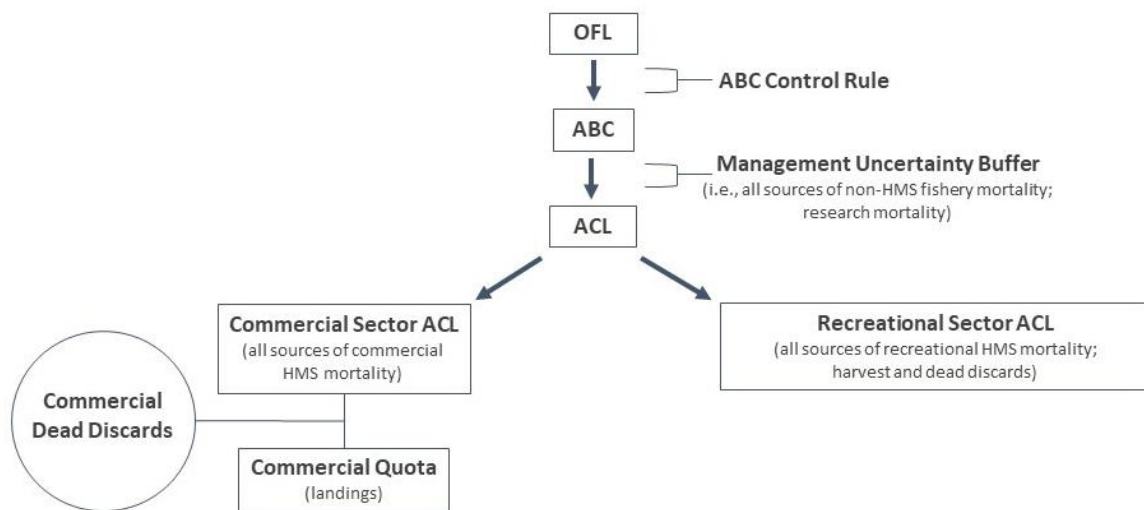 OFL
ABC Control Rule
ABC
Management Uncertainty Buffer
(i.e., all sources of non-HMS fishery mortality;
research mortality)
ACL
Commercial Sector ACL
(all sources of commercial
HMS mortality)
Recreational Sector ACL
(all sources of recreational HMS mortality;
harvest and dead discards)
Commercial
Dead Discards
Commercial Quota
(landings)